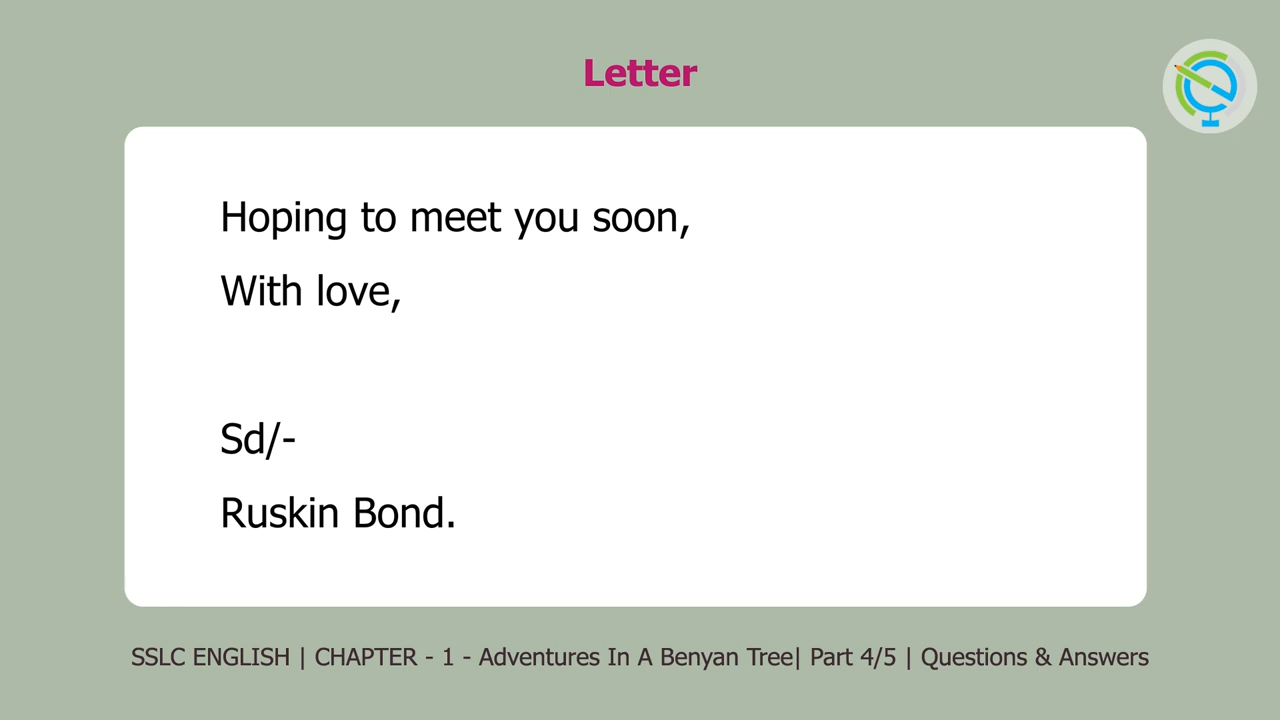 Letter
Hoping to meet you soon,
With love,
Sd/-
Ruskin Bond.
SSLC ENGLISH | CHAPTER - 1 - Adventures In A Benyan Tree| Part 4/5 | Questions & Answers